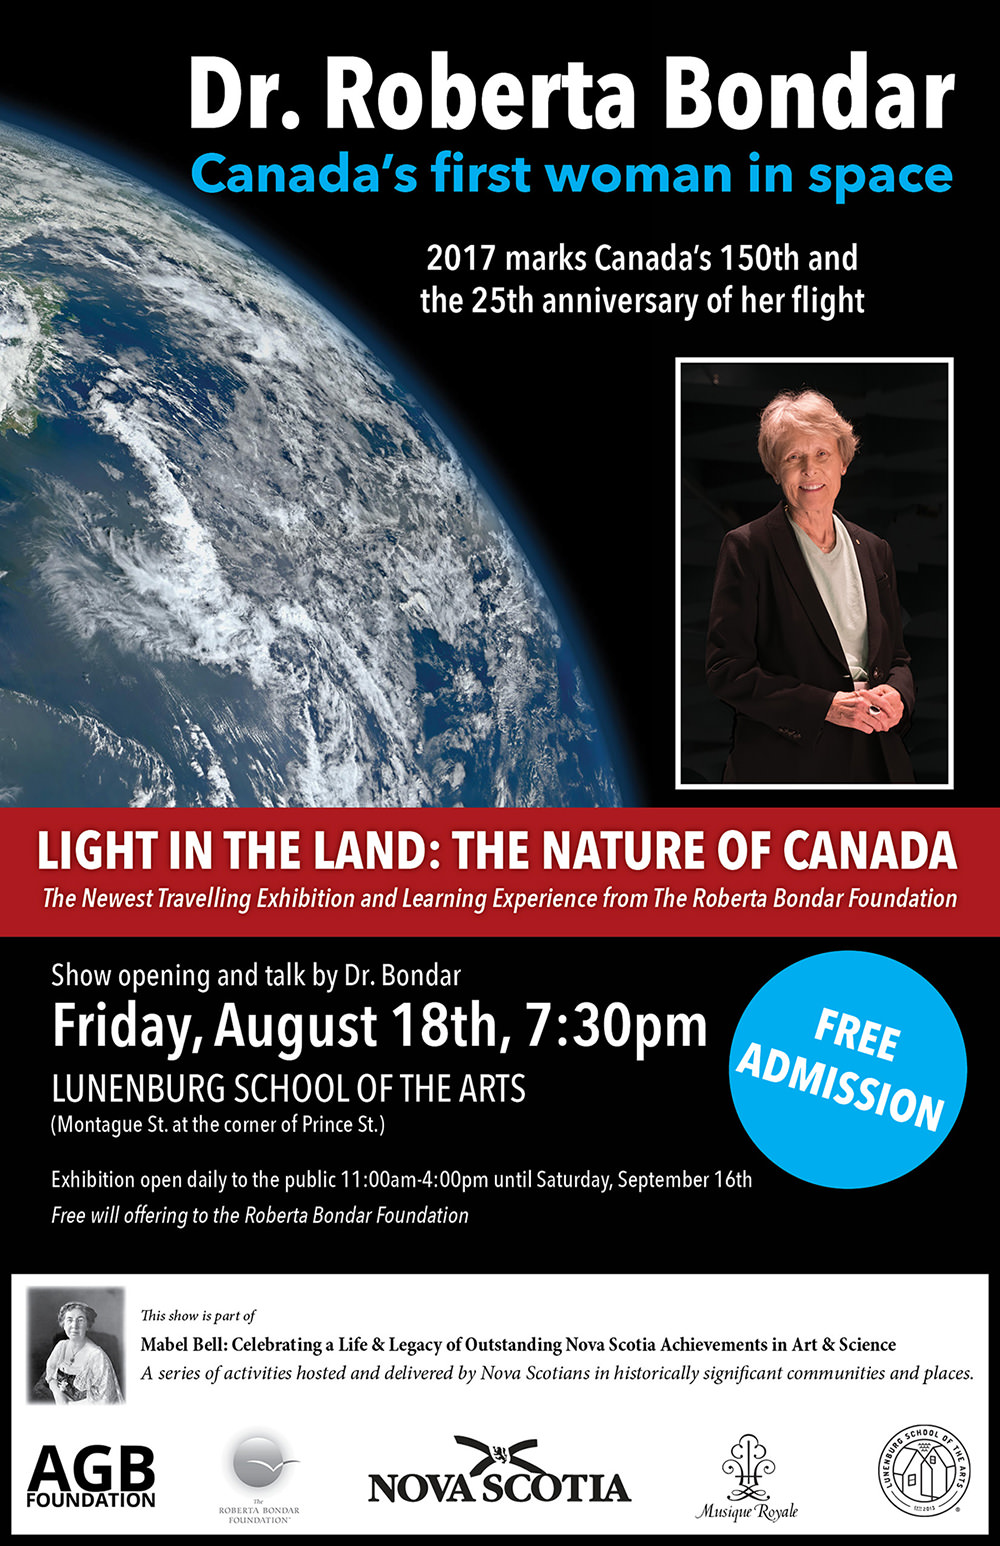 Dr. Roberta Bondar
Canada's first woman in space
2017 marks Canada's 150th and
the 25th anniversary of her flight
LIGHT IN THE LAND: THE NATURE OF CANADA
The Newest Travelling Exhibition and Learning Experience from The Roberta Bondar Foundation
Show opening and talk by Dr. Bondar
Friday, August 18th, 7:30pm
LUNENBURG SCHOOL OF THE ARTS
(Montague St. at the corner of Prince St.)
FREE
ADMISSION
Exhibition open daily to the public 11:00am-4:00pm until Saturday, September 16th
Free will offering to the Roberta Bondar Foundation
This show is part of
Mabel Bell: Celebrating a Life & Legacy of Outstanding Nova Scotia Achievements in Art & Science
A series of activities hosted and delivered by Nova Scotians in historically significant communities and places.
AGB
FOUNDATION
The
ROBERTA BONDAR
FOUNDATION
NOVA SCOTIA
Musique Royale
LUNENBURG SCHOOL OF THE ARTS